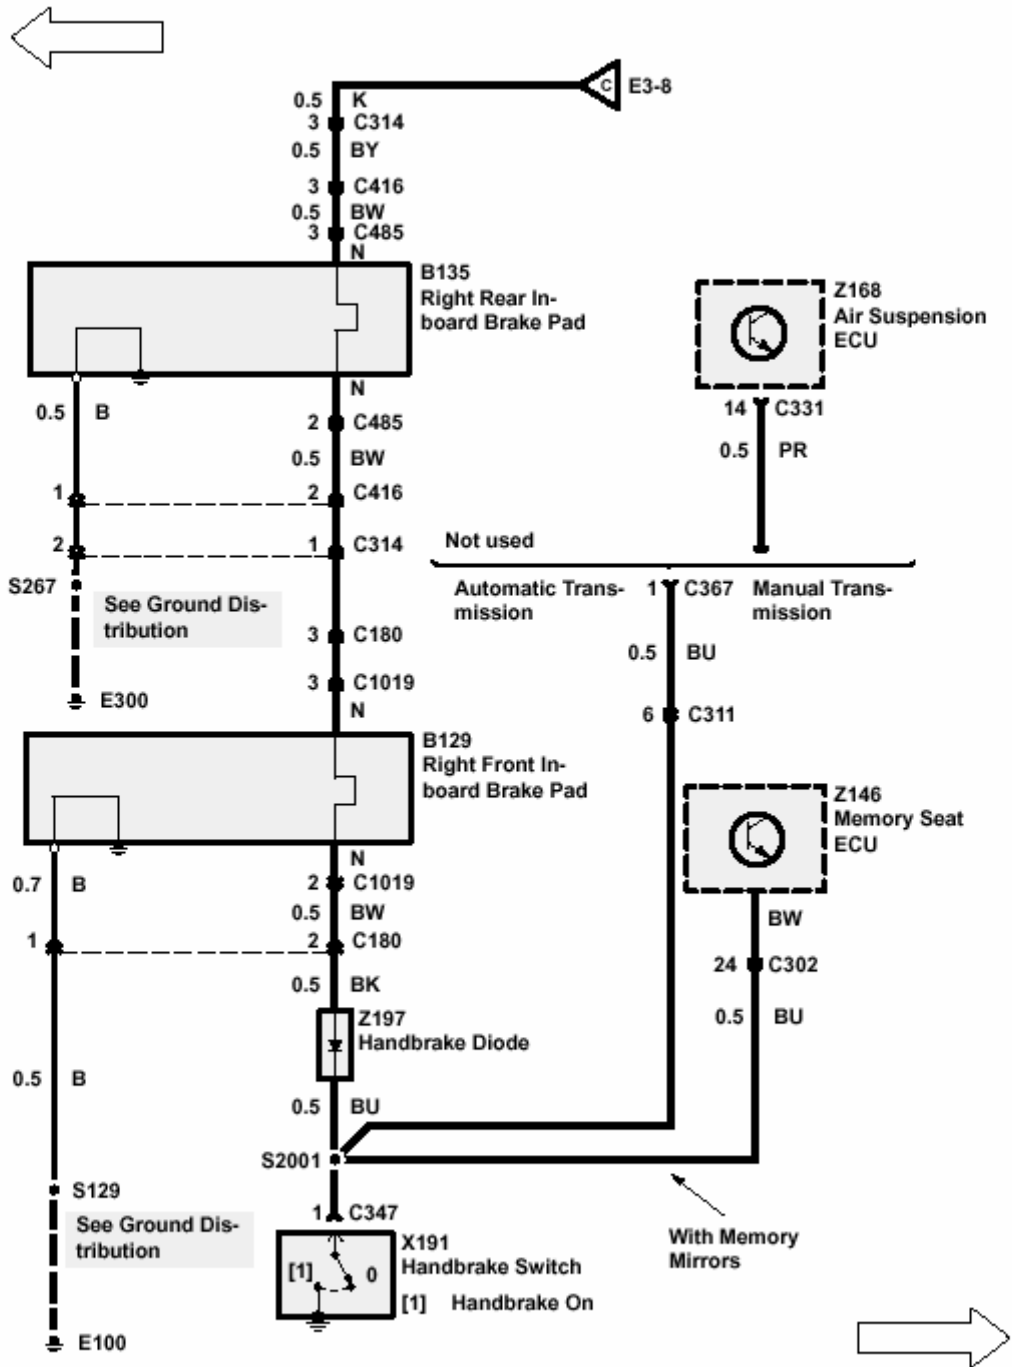 C E3-8
0.5 K
3 C314
0.5 BY
3 C416
0.5 BW
3 C485
N
B135
Right Rear In-
board Brake Pad
Z168
Air Suspension
ECU
N
0.5 B
2 C485
14 C331
0.5 BW
0.5 PR
1 2 C416
2 1 C314
Not used
S267
See Ground Dis-
tribution
Automatic Trans-
mission
1 C367
Manual Trans-
mission
3 C180
0.5 BU
3 C1019
E300
N
6 C311
B129
Right Front In-
board Brake Pad
Z146
Memory Seat
ECU
N
0.7 B
2 C1019
0.5 BW
BW
1 2 C180
24 C302
0.5 BK
0.5 BU
Z197
Handbrake Diode
0.5 B
0.5 BU
S2001
S129
1 C347
See Ground Dis-
tribution
With Memory
Mirrors
X191
Handbrake Switch
[1] 0
[1] Handbrake On
E100